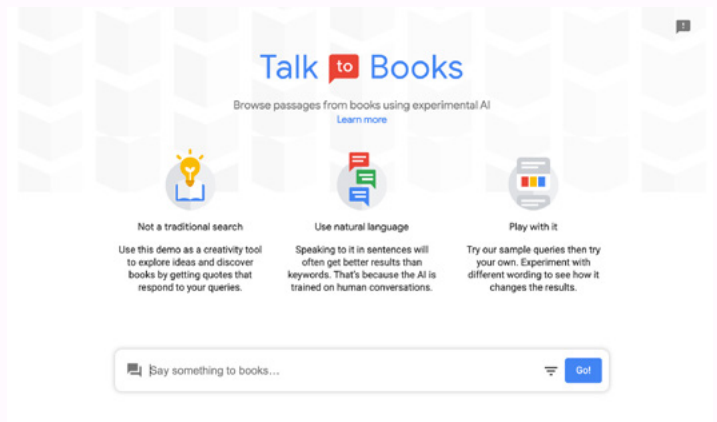 Talk to Books
Browse passages from books using experimental AI
Learn more
Not a traditional search
Use this demo as a creativity tool
to explore ideas and discover
books by getting quotes that
respond to your queries.
Use natural language
Speaking to it in sentences will
often get better results than
keywords. That's because the AI is
trained on human conversations.
Play with it
Try our sample queries then try
your own. Experiment with
different wording to see how it
changes the results.
Say something to books...
Go!